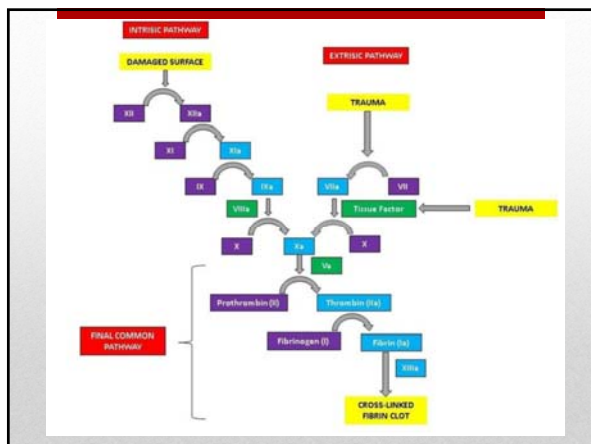 INTRISIC PATHWAY
EXTRISIC PATHWAY
DAMAGED SURFACE
TRAUMA
XII
XIIa
XI
XIa
IX
IXa
VIIa
VII
VIIIa
Tissue Factor
TRAUMA
X
Xa
X
Va
Prothrombin (II)
Thrombin (IIa)
FINAL COMMON
PATHWAY
Fibrinogen (I)
Fibrin (Ia)
XIIIa
CROSS-LINKED
FIBRIN CLOT